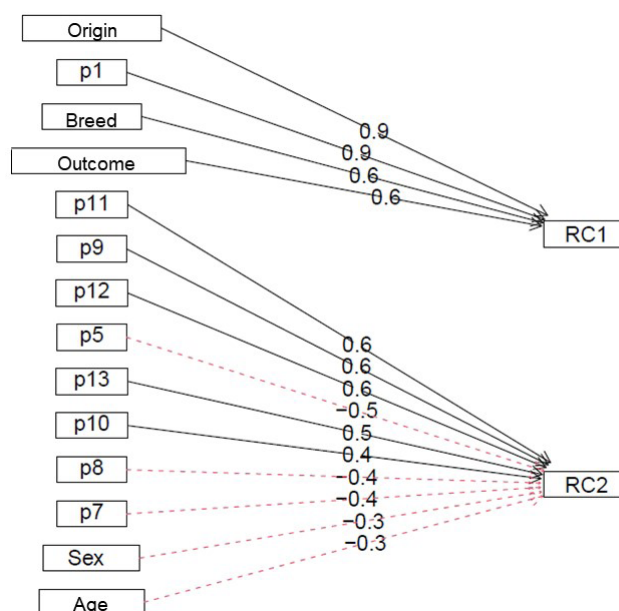 Origin
p1
Breed
Outcome
p11
p9
p12
p5
p13
p10
p8
p7
Sex
Age
0.9
0.9
0.6
0.6
RC1
0.6
0.6
0.6
−0.5
0.5
0.4
−0.4
−0.4
−0.3
−0.3
RC2